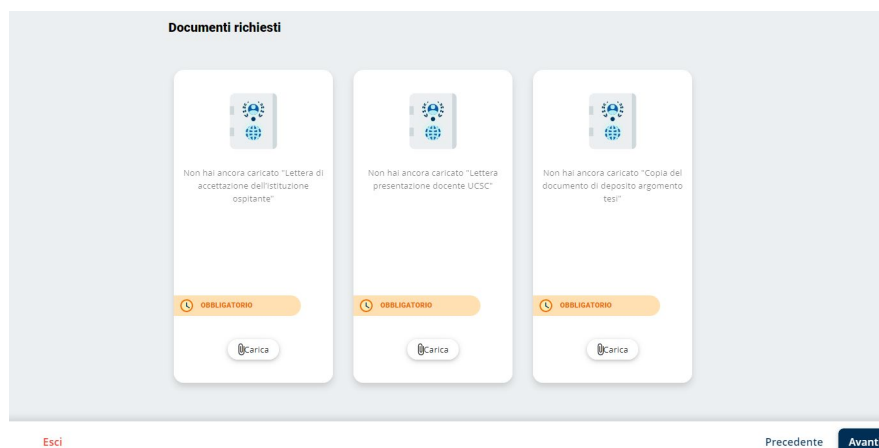 Documenti richiesti
Non hai ancora caricato "Lettera di
accettazione dell'istituzione
ospitante"
OBBLIGATORIO
Carica
Non hai ancora caricato "Lettera
presentazione docente UCSC"
OBBLIGATORIO
Carica
Non hai ancora caricato "Copia del
documento di deposito argomento
tesi"
OBBLIGATORIO
Carica
Esci
Precedente
Avant